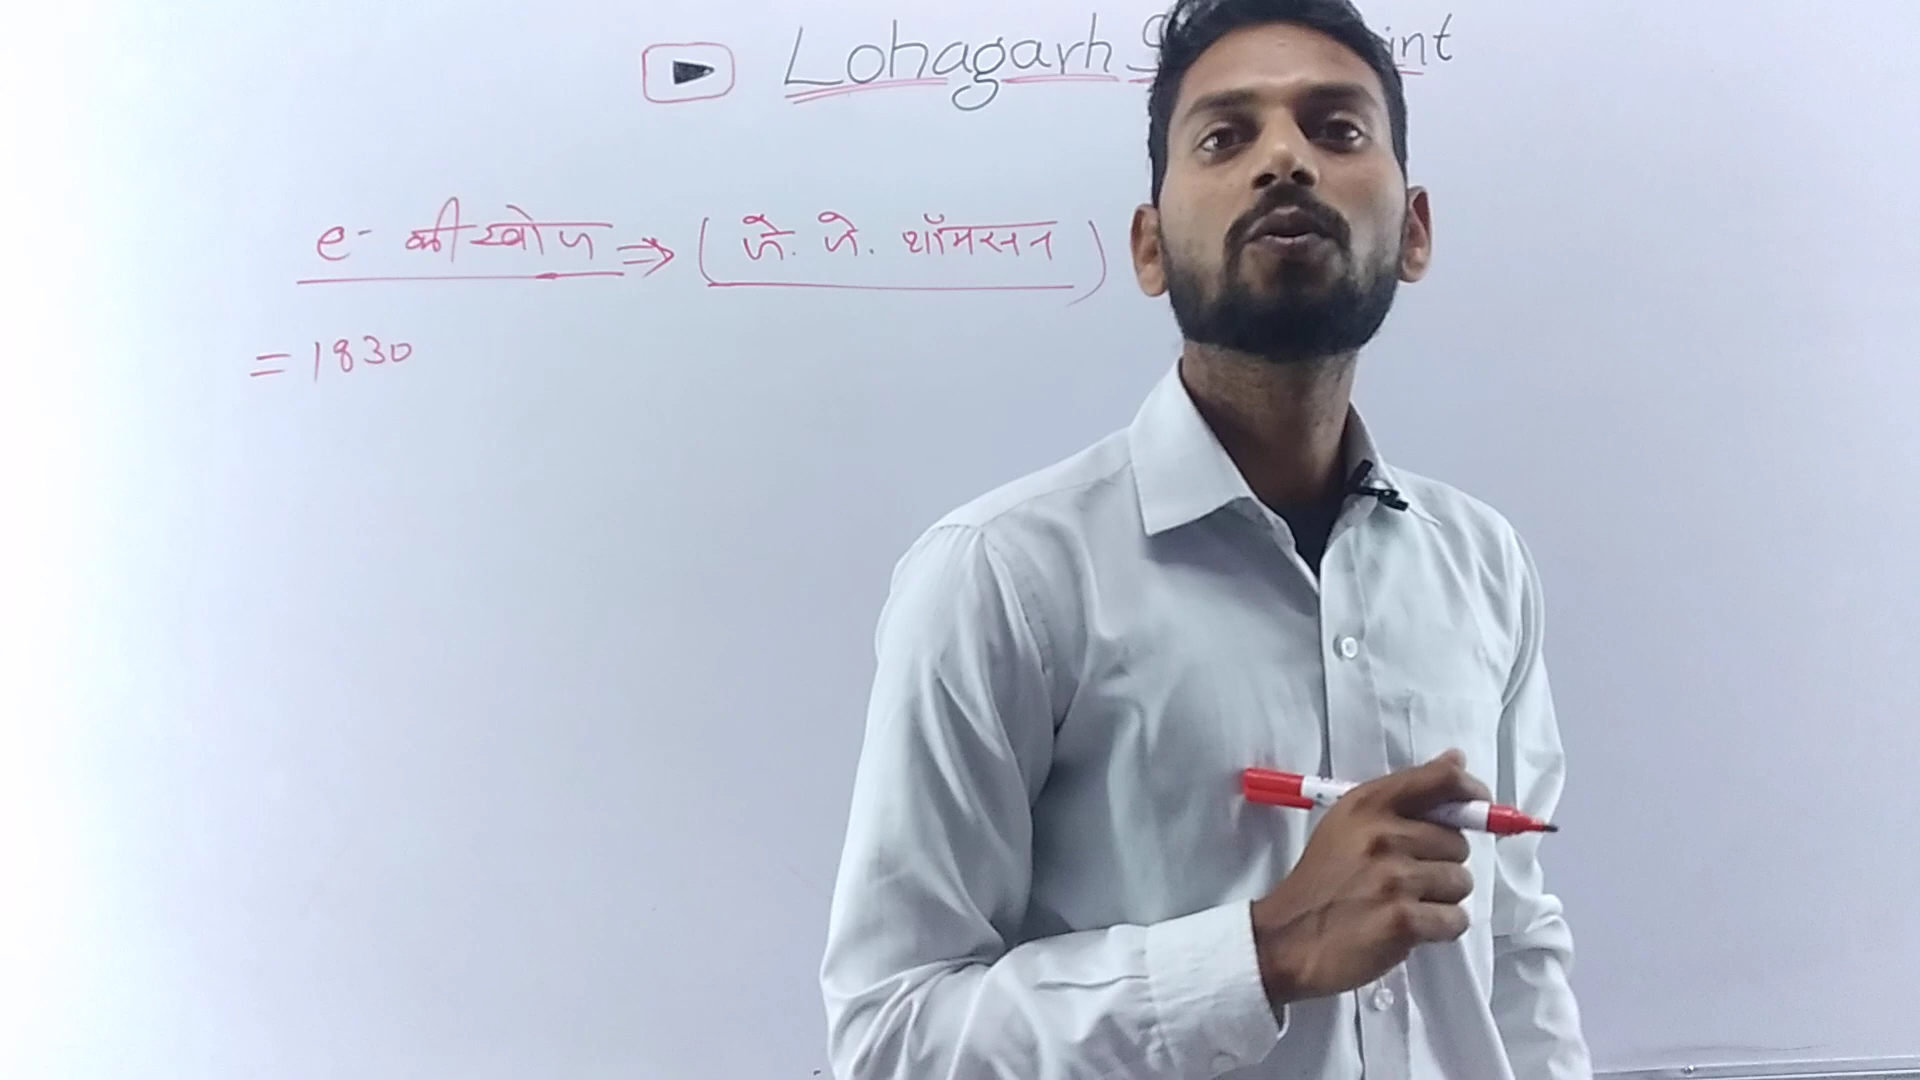 Lohagarh
e- की खोज ⇒ ( जे. जे. थॉमसन )
= 1830